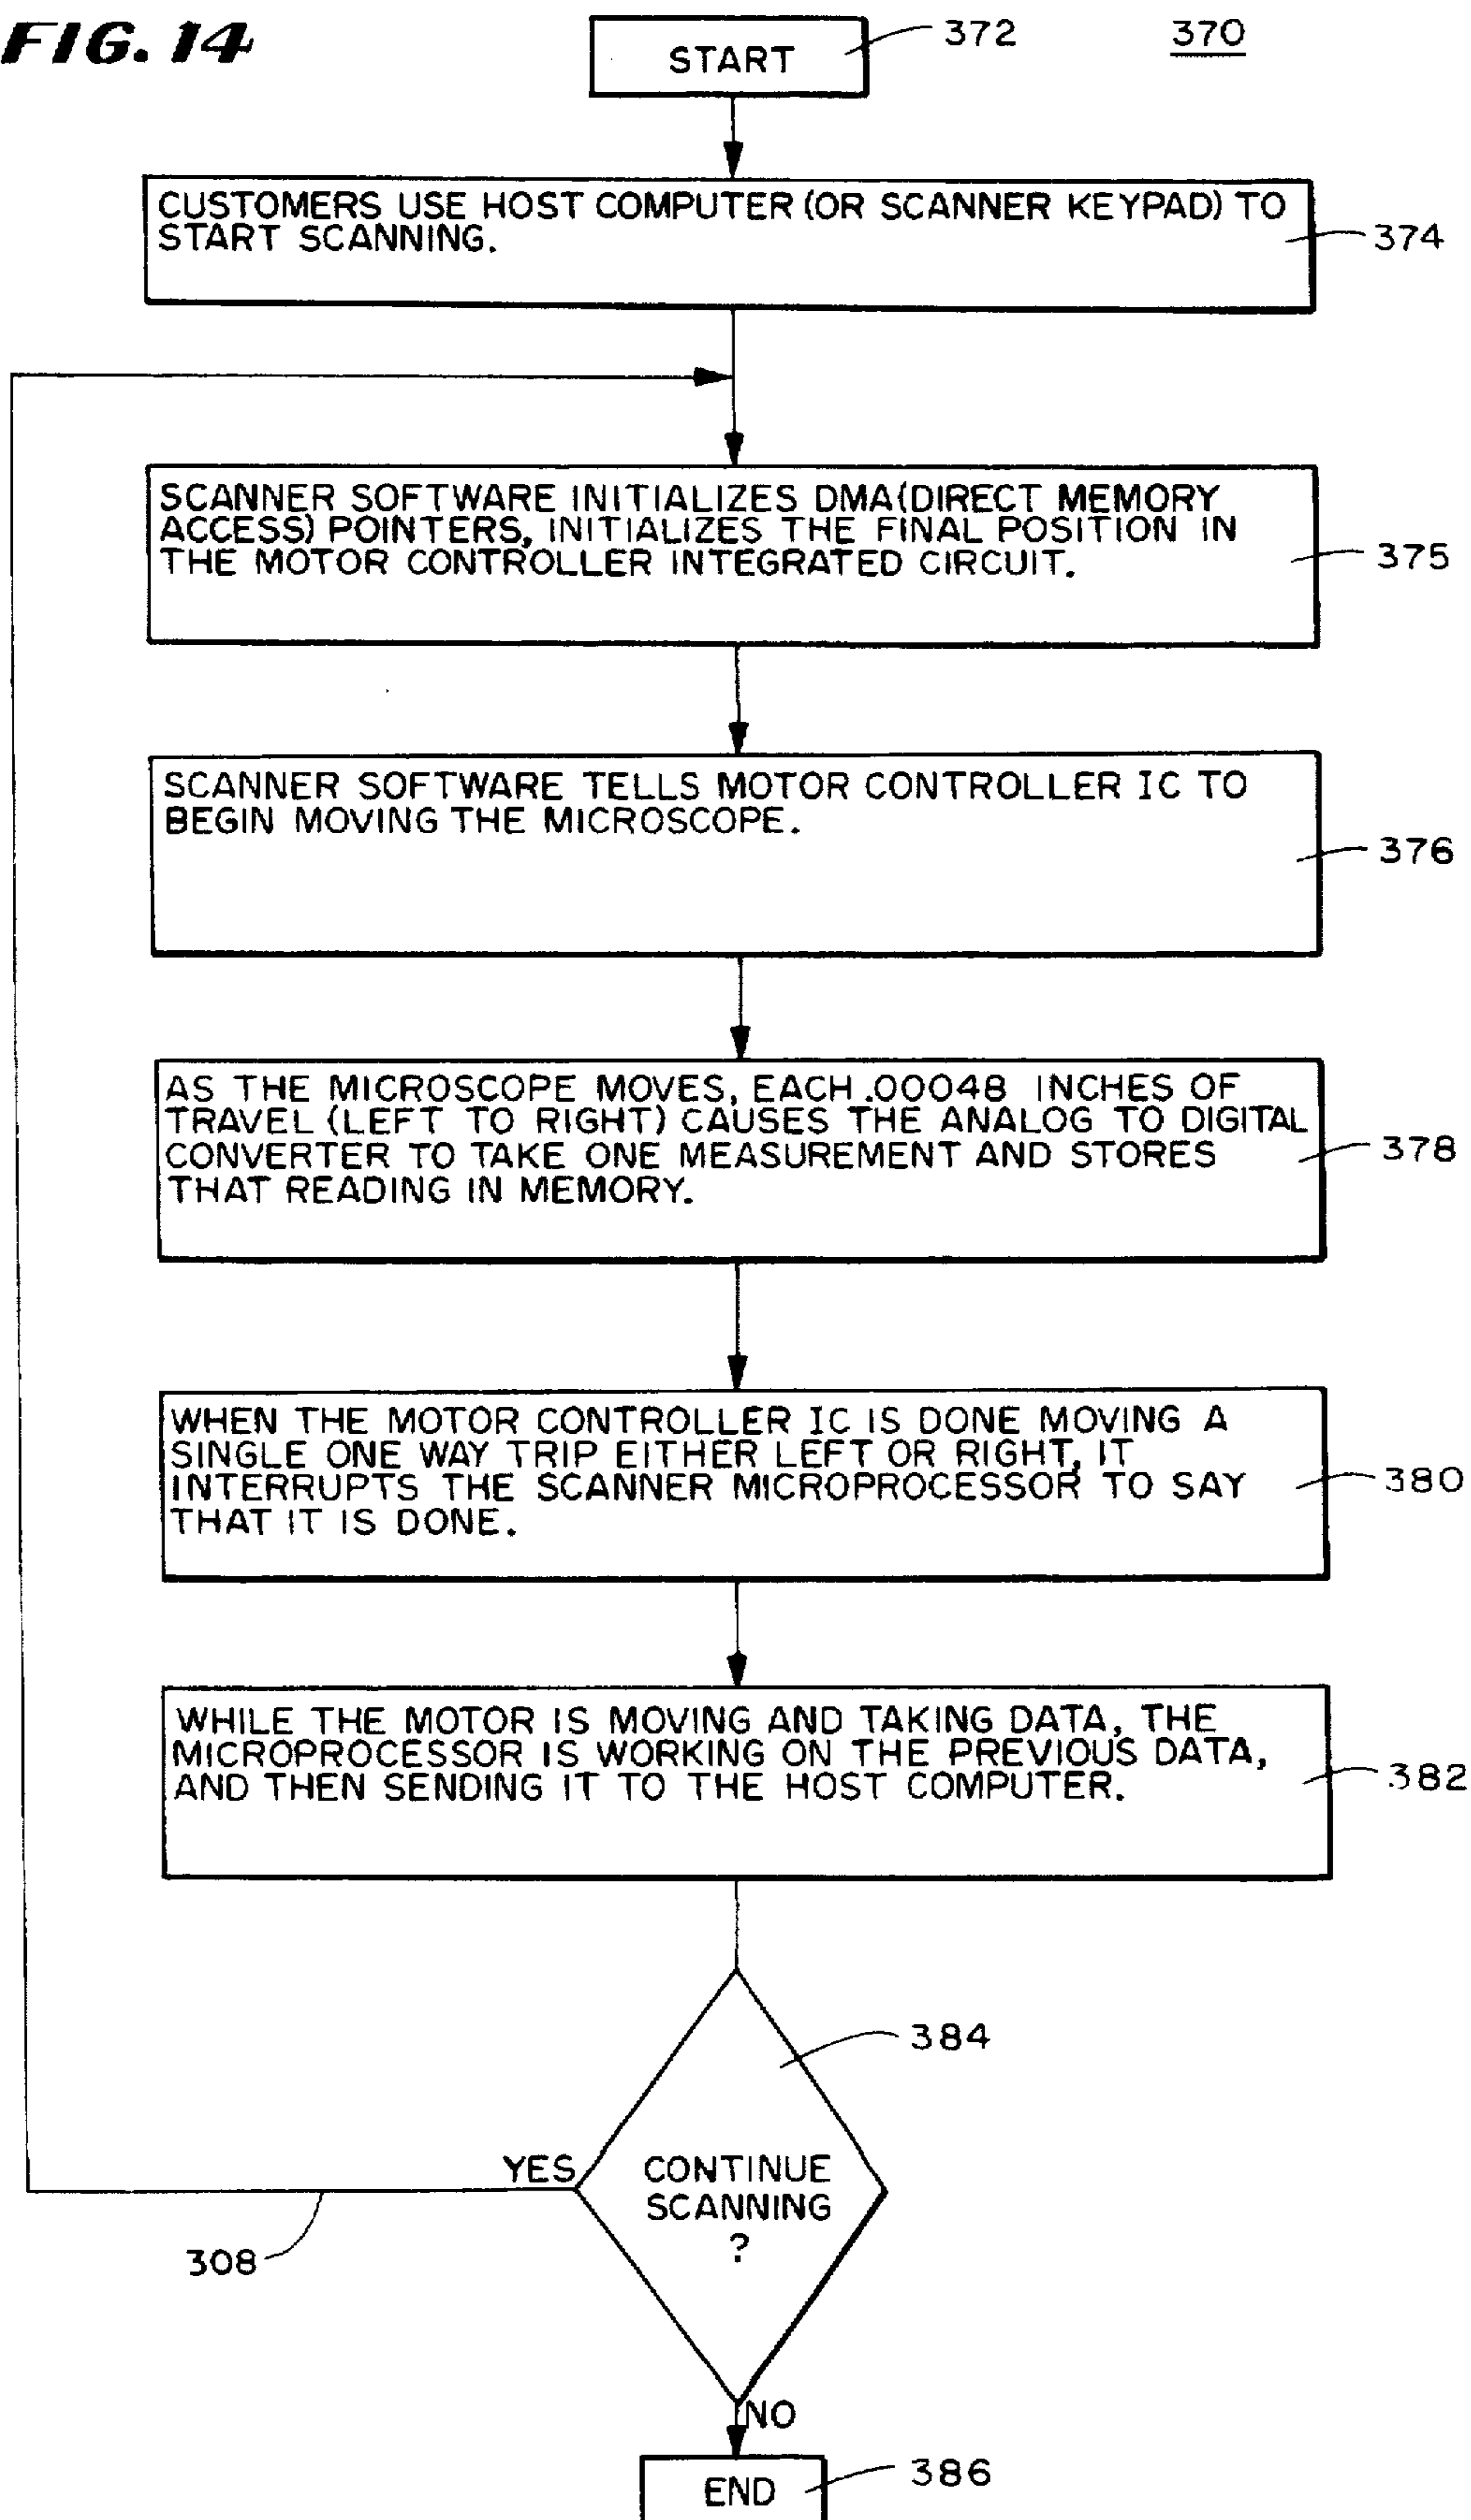 FIG. 14
START
372
370
CUSTOMERS USE HOST COMPUTER (OR SCANNER KEYPAD) TO
START SCANNING.
374
SCANNER SOFTWARE INITIALIZES DMA(DIRECT MEMORY
ACCESS) POINTERS, INITIALIZES THE FINAL POSITION IN
THE MOTOR CONTROLLER INTEGRATED CIRCUIT.
375
SCANNER SOFTWARE TELLS MOTOR CONTROLLER IC TO
BEGIN MOVING THE MICROSCOPE.
376
AS THE MICROSCOPE MOVES, EACH .00048 INCHES OF
TRAVEL (LEFT TO RIGHT) CAUSES THE ANALOG TO DIGITAL
CONVERTER TO TAKE ONE MEASUREMENT AND STORES
THAT READING IN MEMORY.
378
WHEN THE MOTOR CONTROLLER IC IS DONE MOVING A
SINGLE ONE WAY TRIP EITHER LEFT OR RIGHT, IT
INTERRUPTS THE SCANNER MICROPROCESSOR TO SAY
THAT IT IS DONE.
380
WHILE THE MOTOR IS MOVING AND TAKING DATA, THE
MICROPROCESSOR IS WORKING ON THE PREVIOUS DATA,
AND THEN SENDING IT TO THE HOST COMPUTER.
382
384
YES
CONTINUE
SCANNING
?
308
NO
END
386